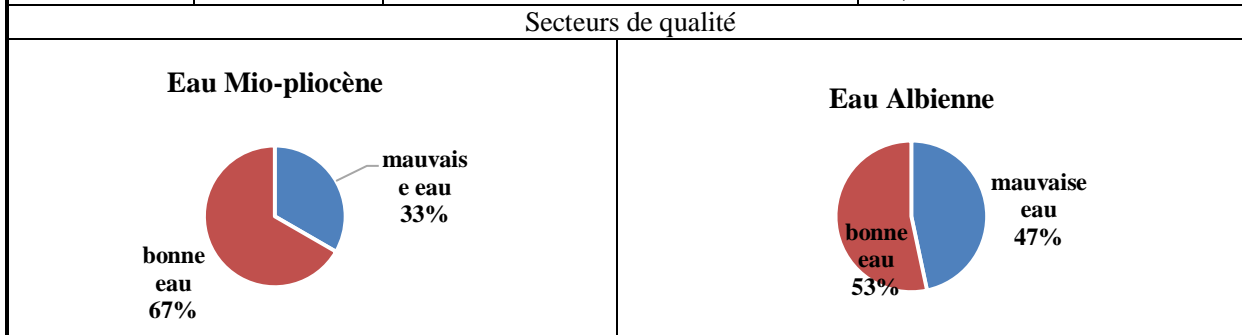 Secteurs de qualité
Eau Mio-pliocène
mauvais
e eau
33%
bonne
eau
67%
Eau Albienne
mauvaise
eau
47%
bonne
eau
53%